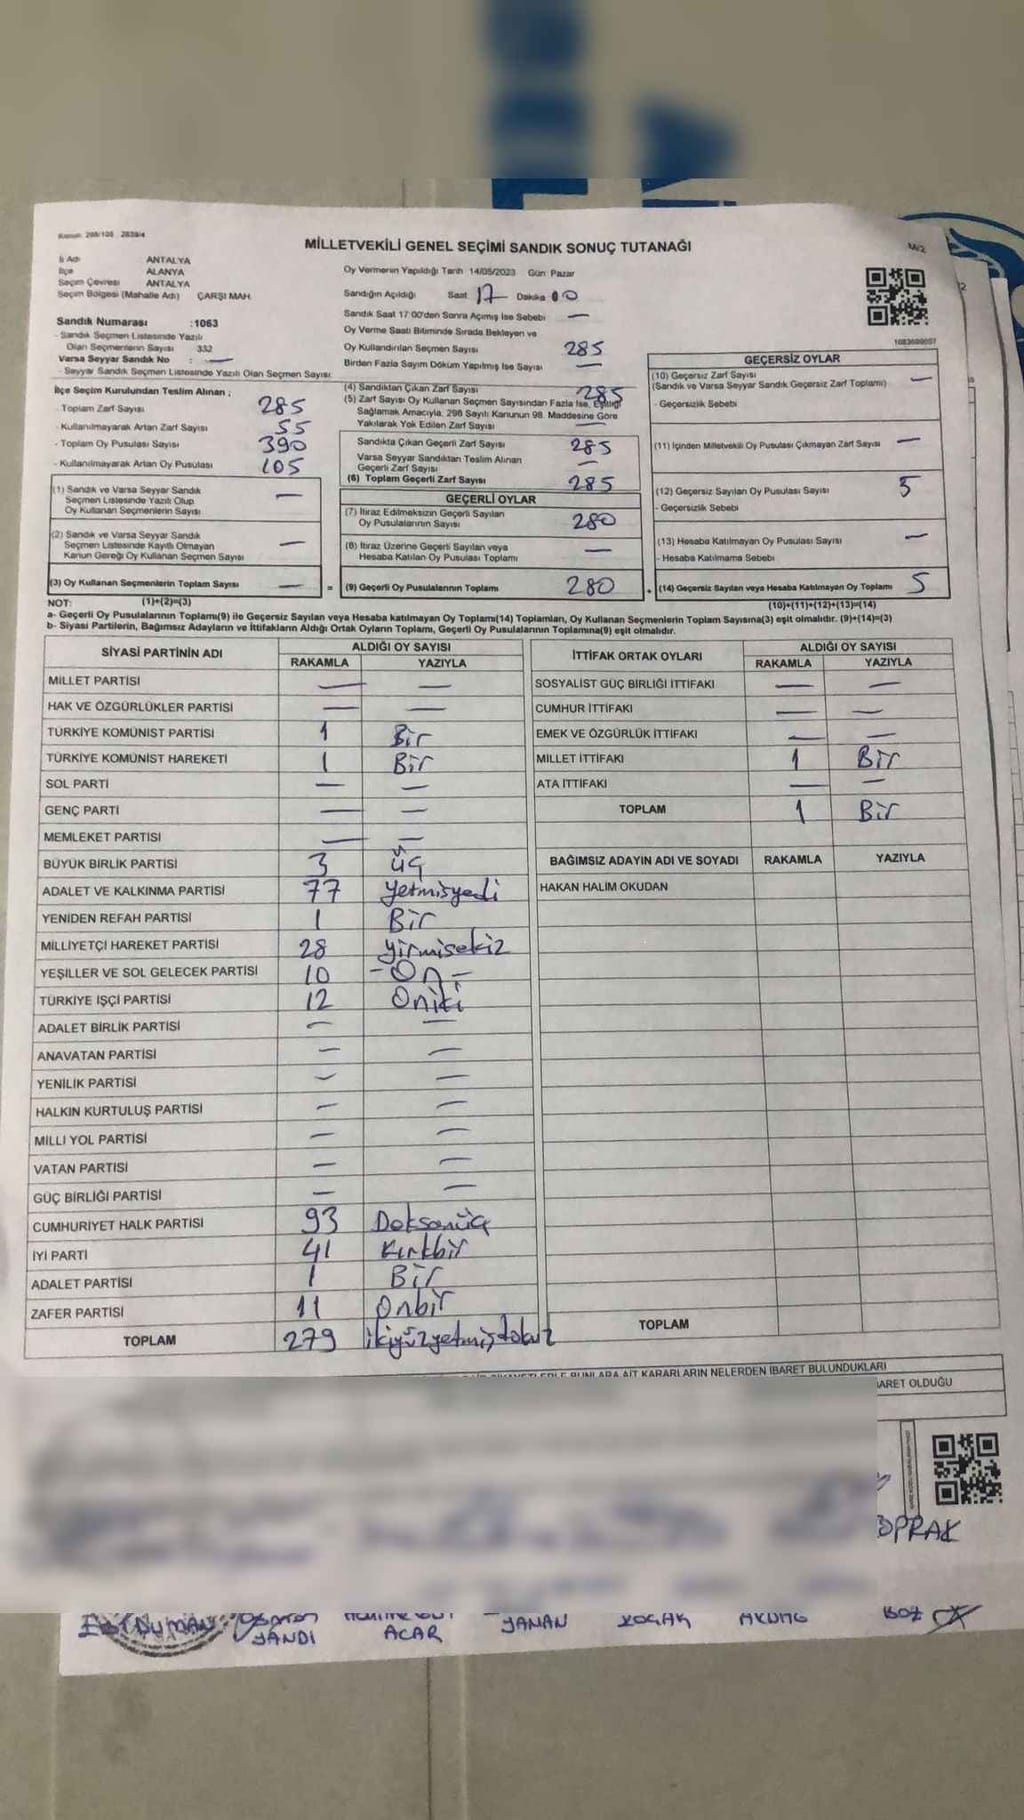 MİLLETVEKİLİ GENEL SEÇİMİ SANDIK SONUÇ TUTANAĞI
M/2
İl Adı ANTALYA
İlçe ALANYA
Seçim Çevresi ANTALYA
Seçim Bölgesi (Mahalle Adı) ÇARŞI MAH.
Sandık Numarası :1063
- Sandık Seçmen Listesinde Yazılı
Olan Seçmenlerin Sayısı 332
Varsa Seyyar Sandık No : —
- Seyyar Sandık Seçmen Listesinde Yazılı Olan Seçmen Sayısı:
Oy Vermenin Yapıldığı Tarih 14/05/2023 Gün Pazar
Sandığın Açıldığı Saat 17 Dakika 00
Sandık Saat 17:00'den Sonra Açımış İse Sebebi —
Oy Verme Saati Bitiminde Sırada Bekleyen ve
Oy Kullandırılan Seçmen Sayısı 285
Birden Fazla Sayım Döküm Yapılmış İse Sayısı —
İlçe Seçim Kurulundan Teslim Alınan ;
- Toplam Zarf Sayısı 285
- Kullanılmayarak Artan Zarf Sayısı 55
- Toplam Oy Pusulası Sayısı 390
- Kullanılmayarak Artan Oy Pusulası 105
(1) Sandık ve Varsa Seyyar Sandık
Seçmen Listesinde Yazılı Olup
Oy Kullanan Seçmenlerin Sayısı —
(2) Sandık ve Varsa Seyyar Sandık
Seçmen Listesinde Kayıtlı Olmayan
Kanun Gereği Oy Kullanan Seçmen Sayısı —
(3) Oy Kullanan Seçmenlerin Toplam Sayısı —
(1)+(2)=(3)
(4) Sandıktan Çıkan Zarf Sayısı 285
(5) Zarf Sayısı Oy Kullanan Seçmen Sayısından Fazla İse, Eşitliği
Sağlamak Amacıyla, 298 Sayılı Kanunun 98. Maddesine Göre
Yakılarak Yok Edilen Zarf Sayısı —
Sandıkta Çıkan Geçerli Zarf Sayısı 285
Varsa Seyyar Sandıktan Teslim Alınan
Geçerli Zarf Sayısı —
(6) Toplam Geçerli Zarf Sayısı 285
GEÇERLİ OYLAR
(7) İtiraz Edilmeksizin Geçerli Sayılan
Oy Pusulalarının Sayısı 280
(8) İtiraz Üzerine Geçerli Sayılan veya
Hesaba Katılan Oy Pusulası Toplamı —
= (9) Geçerli Oy Pusulalarının Toplamı 280
GEÇERSİZ OYLAR
(10) Geçersiz Zarf Sayısı
(Sandık ve Varsa Seyyar Sandık Geçersiz Zarf Toplamı) —
- Geçersizlik Sebebi
(11) İçinden Milletvekili Oy Pusulası Çıkmayan Zarf Sayısı —
(12) Geçersiz Sayılan Oy Pusulası Sayısı 5
- Geçersizlik Sebebi
(13) Hesaba Katılmayan Oy Pusulası Sayısı —
- Hesaba Katılmama Sebebi
+ (14) Geçersiz Sayılan veya Hesaba Katılmayan Oy Toplamı 5
(10)+(11)+(12)+(13)=(14)
NOT:
a- Geçerli Oy Pusulalarının Toplamı(9) ile Geçersiz Sayılan veya Hesaba Katılmayan Oy Toplamı(14) Toplamları, Oy Kullanan Seçmenlerin Toplam Sayısına(3) eşit olmalıdır. (9)+(14)=(3)
b- Siyasi Partilerin, Bağımsız Adayların ve İttifakların Aldığı Ortak Oyların Toplamı, Geçerli Oy Pusulalarının Toplamına(9) eşit olmalıdır.
SİYASİ PARTİNİN ADI ALDIĞI OY SAYISI
RAKAMLA YAZIYLA
MİLLET PARTİSİ — —
HAK VE ÖZGÜRLÜKLER PARTİSİ — —
TÜRKİYE KOMÜNİST PARTİSİ 1 Bir
TÜRKİYE KOMÜNİST HAREKETİ 1 Bir
SOL PARTİ — —
GENÇ PARTİ — —
MEMLEKET PARTİSİ — —
BÜYÜK BİRLİK PARTİSİ 3 üç
ADALET VE KALKINMA PARTİSİ 77 yetmişyedi
YENİDEN REFAH PARTİSİ 1 Bir
MİLLİYETÇİ HAREKET PARTİSİ 28 yirmisekiz
YEŞİLLER VE SOL GELECEK PARTİSİ 10 -On-
TÜRKİYE İŞÇİ PARTİSİ 12 Oniki
ADALET BİRLİK PARTİSİ — —
ANAVATAN PARTİSİ — —
YENİLİK PARTİSİ — —
HALKIN KURTULUŞ PARTİSİ — —
MİLLİ YOL PARTİSİ — —
VATAN PARTİSİ — —
GÜÇ BİRLİĞİ PARTİSİ — —
CUMHURİYET HALK PARTİSİ 93 Doksanüç
İYİ PARTİ 41 Kırkbir
ADALET PARTİSİ 1 Bir
ZAFER PARTİSİ 11 Onbir
TOPLAM 279 ikiyüzyetmişdokuz
İTTİFAK ORTAK OYLARI ALDIĞI OY SAYISI
RAKAMLA YAZIYLA
SOSYALİST GÜÇ BİRLİĞİ İTTİFAKI — —
CUMHUR İTTİFAKI — —
EMEK VE ÖZGÜRLÜK İTTİFAKI — —
MİLLET İTTİFAKI 1 Bir
ATA İTTİFAKI — —
TOPLAM 1 Bir
BAĞIMSIZ ADAYIN ADI VE SOYADI RAKAMLA YAZIYLA
HAKAN HALİM OKUDAN
TOPLAM
BUNLARA AİT KARARLARIN NELERDEN İBARET BULUNDUKLARI
İBARET OLDUĞU
OPRAK
DUMAN
YANDI
ACAR
YANAN
KOÇAK
BOZ